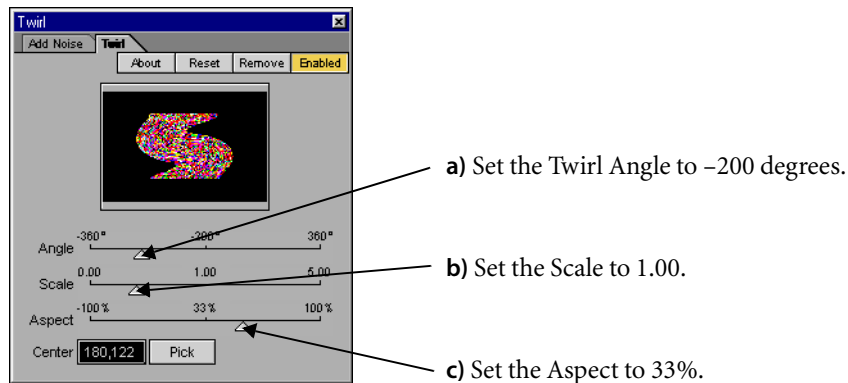 Twirl
Add Noise Twirl
About Reset Remove Enabled
a) Set the Twirl Angle to –200 degrees.
-360° -200° 360°
Angle
0.00 1.00 5.00
b) Set the Scale to 1.00.
Scale
-100% 33% 100%
Aspect
Center 180,122 Pick
c) Set the Aspect to 33%.